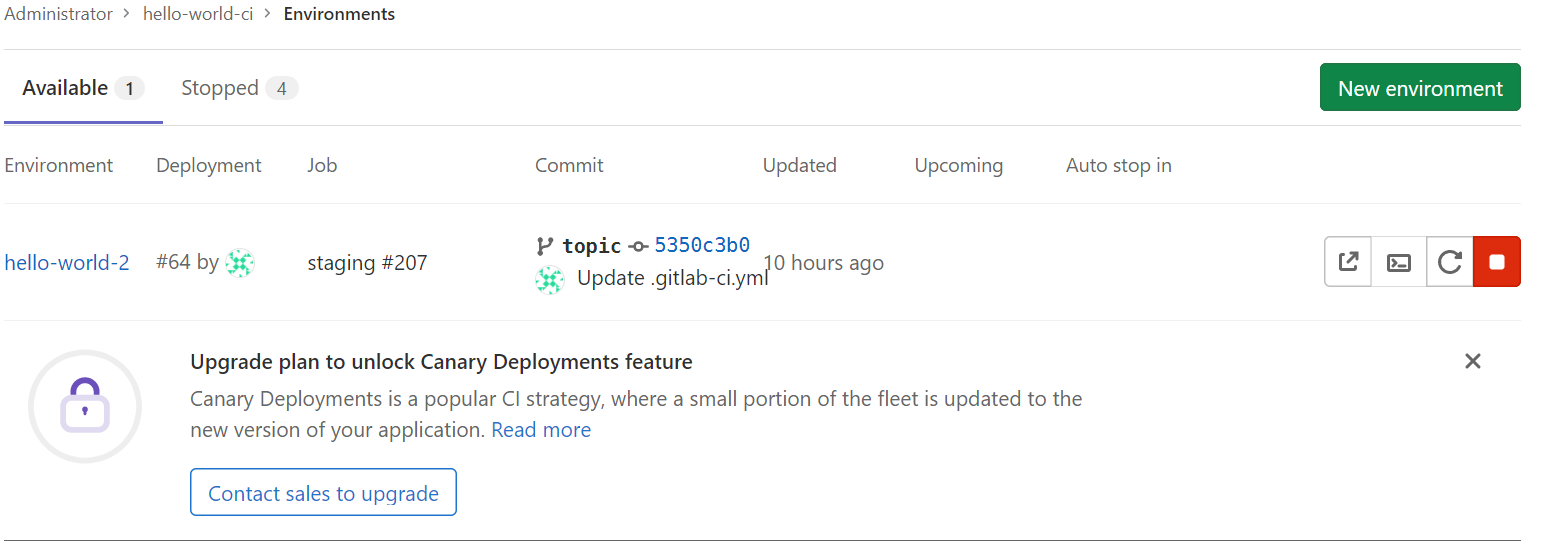 Administrator > hello-world-ci > Environments
Available 1 Stopped 4 New environment
Environment Deployment Job Commit Updated Upcoming Auto stop in
topic 5350c3b0
hello-world-2 #64 by staging #207 10 hours ago
Update .gitlab-ci.yml
Upgrade plan to unlock Canary Deployments feature
Canary Deployments is a popular CI strategy, where a small portion of the fleet is updated to the
new version of your application. Read more
Contact sales to upgrade